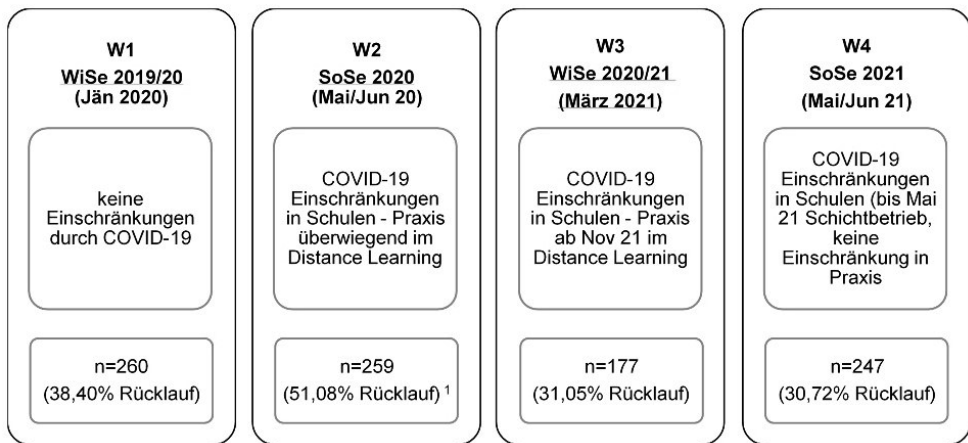 W1
WiSe 2019/20
(Jän 2020)
keine
Einschränkungen
durch COVID-19
n=260
(38,40% Rücklauf)
W2
SoSe 2020
(Mai/Jun 20)
COVID-19
Einschränkungen
in Schulen - Praxis
überwiegend im
Distance Learning
n=259
(51,08% Rücklauf) ¹
W3
WiSe 2020/21
(März 2021)
COVID-19
Einschränkungen
in Schulen - Praxis
ab Nov 21 im
Distance Learning
n=177
(31,05% Rücklauf)
W4
SoSe 2021
(Mai/Jun 21)
COVID-19
Einschränkungen
in Schulen (bis Mai
21 Schichtbetrieb,
keine
Einschränkung in
Praxis
n=247
(30,72% Rücklauf)